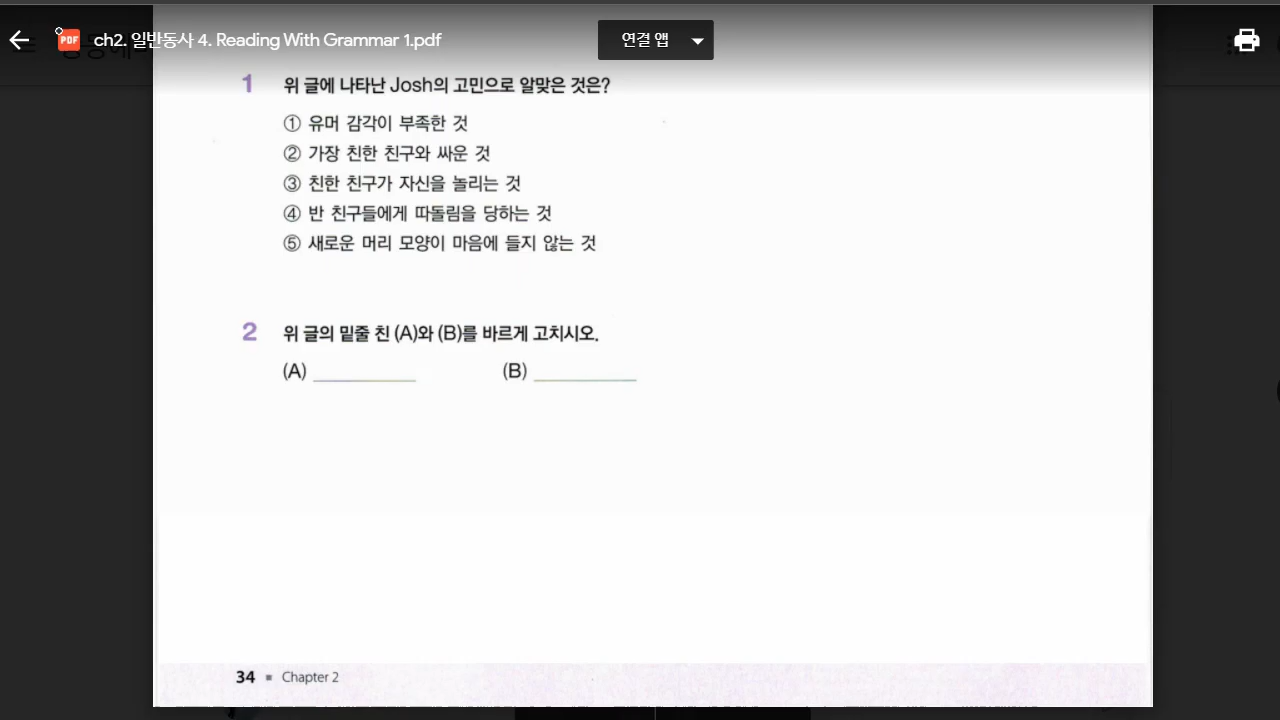 ch2. 일반동사 4. Reading With Grammar 1.pdf
연결 앱
1 위 글에 나타난 Josh의 고민으로 알맞은 것은?
① 유머 감각이 부족한 것
② 가장 친한 친구와 싸운 것
③ 친한 친구가 자신을 놀리는 것
④ 반 친구들에게 따돌림을 당하는 것
⑤ 새로운 머리 모양이 마음에 들지 않는 것
2 위 글의 밑줄 친 (A)와 (B)를 바르게 고치시오.
(A) __________ (B) __________
34 ■ Chapter 2